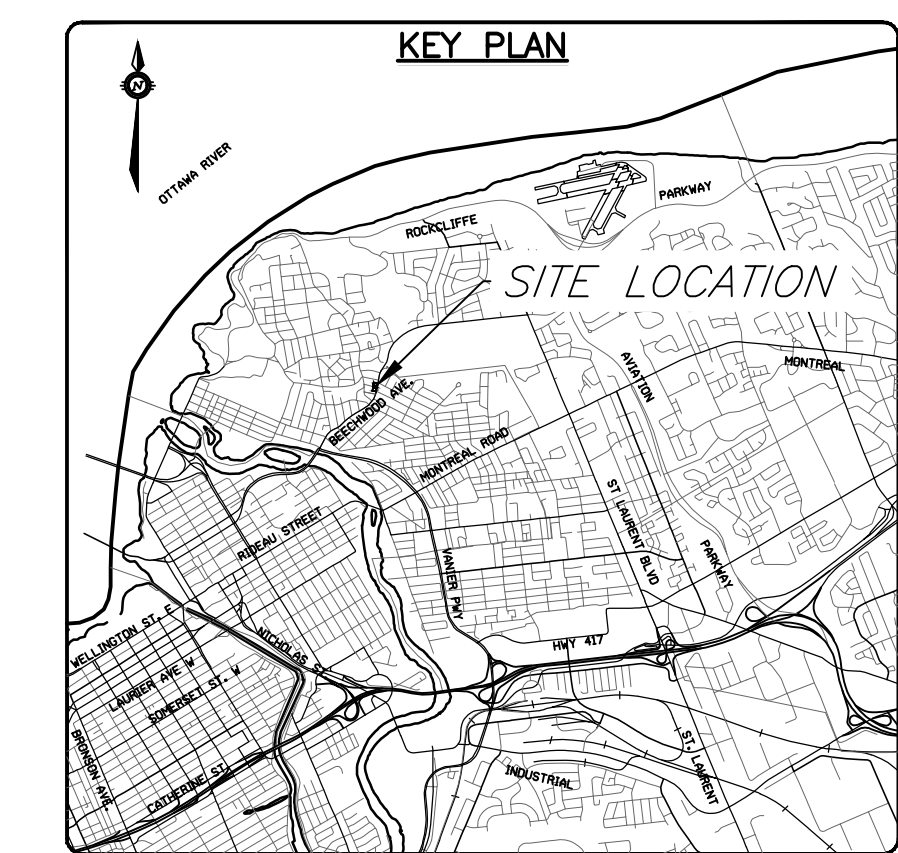 KEY PLAN
N
OTTAWA RIVER
PARKWAY
ROCKCLIFFE
SITE LOCATION
AVIATION
MONTREAL
BEECHWOOD AVE.
MONTREAL ROAD
ST LAURENT BLVD
RIDEAU STREET
PARKWAY
VANIER PWY
WELLINGTON ST. E
NICHOLAS ST
HWY 417
LAURIER AVE W
SOMERSET ST. W
BRONSON AVE.
CATHERINE ST.
ST. LAURENT
INDUSTRIAL